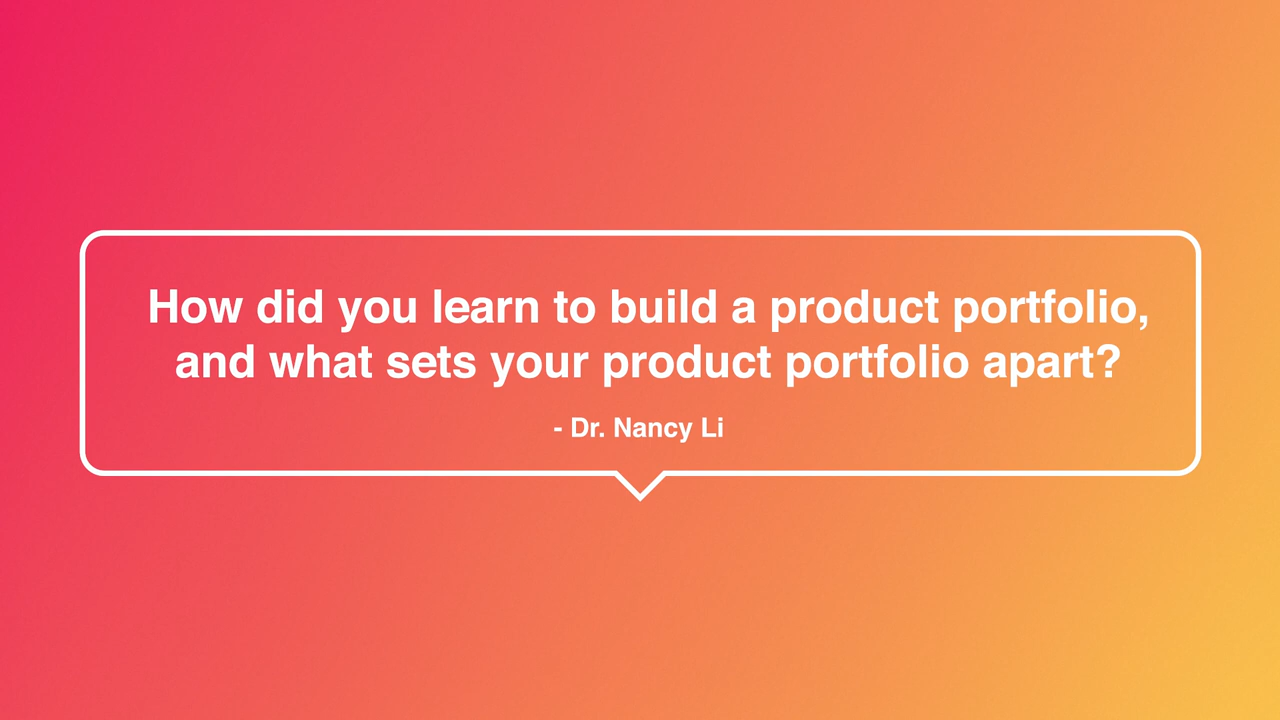 How did you learn to build a product portfolio,
and what sets your product portfolio apart?
- Dr. Nancy Li